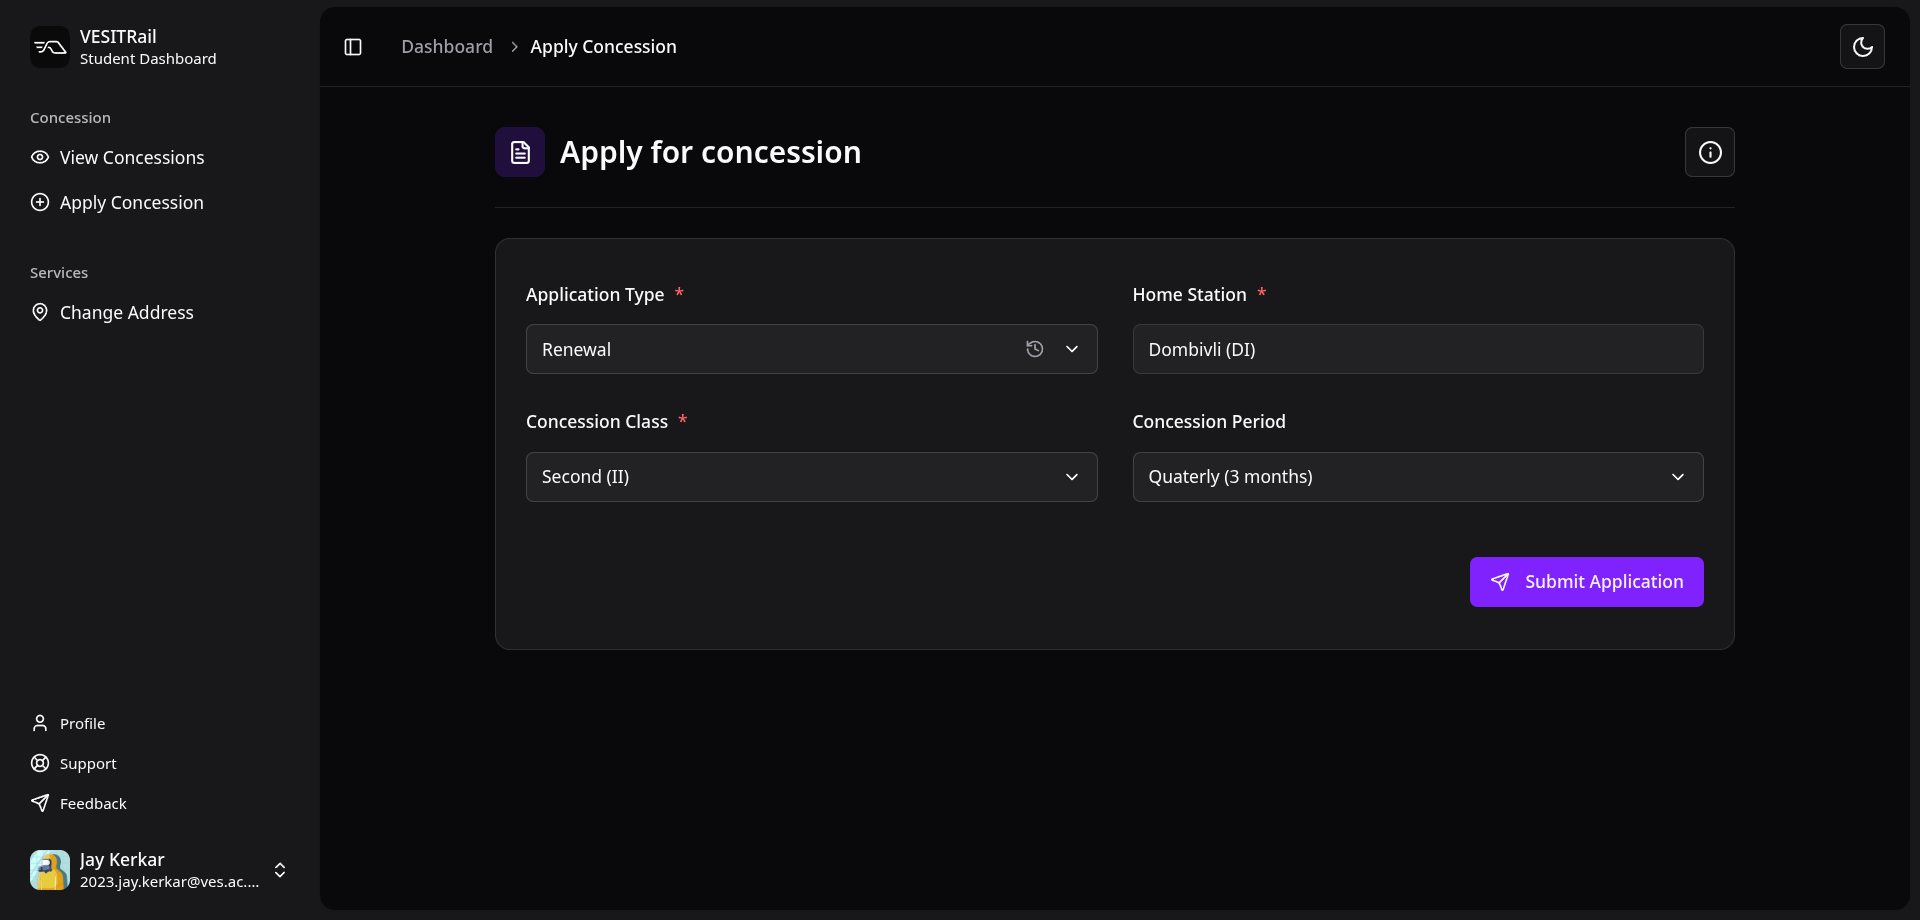 VESITRail
Student Dashboard
Concession
View Concessions
Apply Concession
Services
Change Address
Profile
Support
Feedback
Jay Kerkar
2023.jay.kerkar@ves.ac....
Dashboard > Apply Concession
Apply for concession
Application Type *
Renewal
Home Station *
Dombivli (DI)
Concession Class *
Second (II)
Concession Period
Quaterly (3 months)
Submit Application